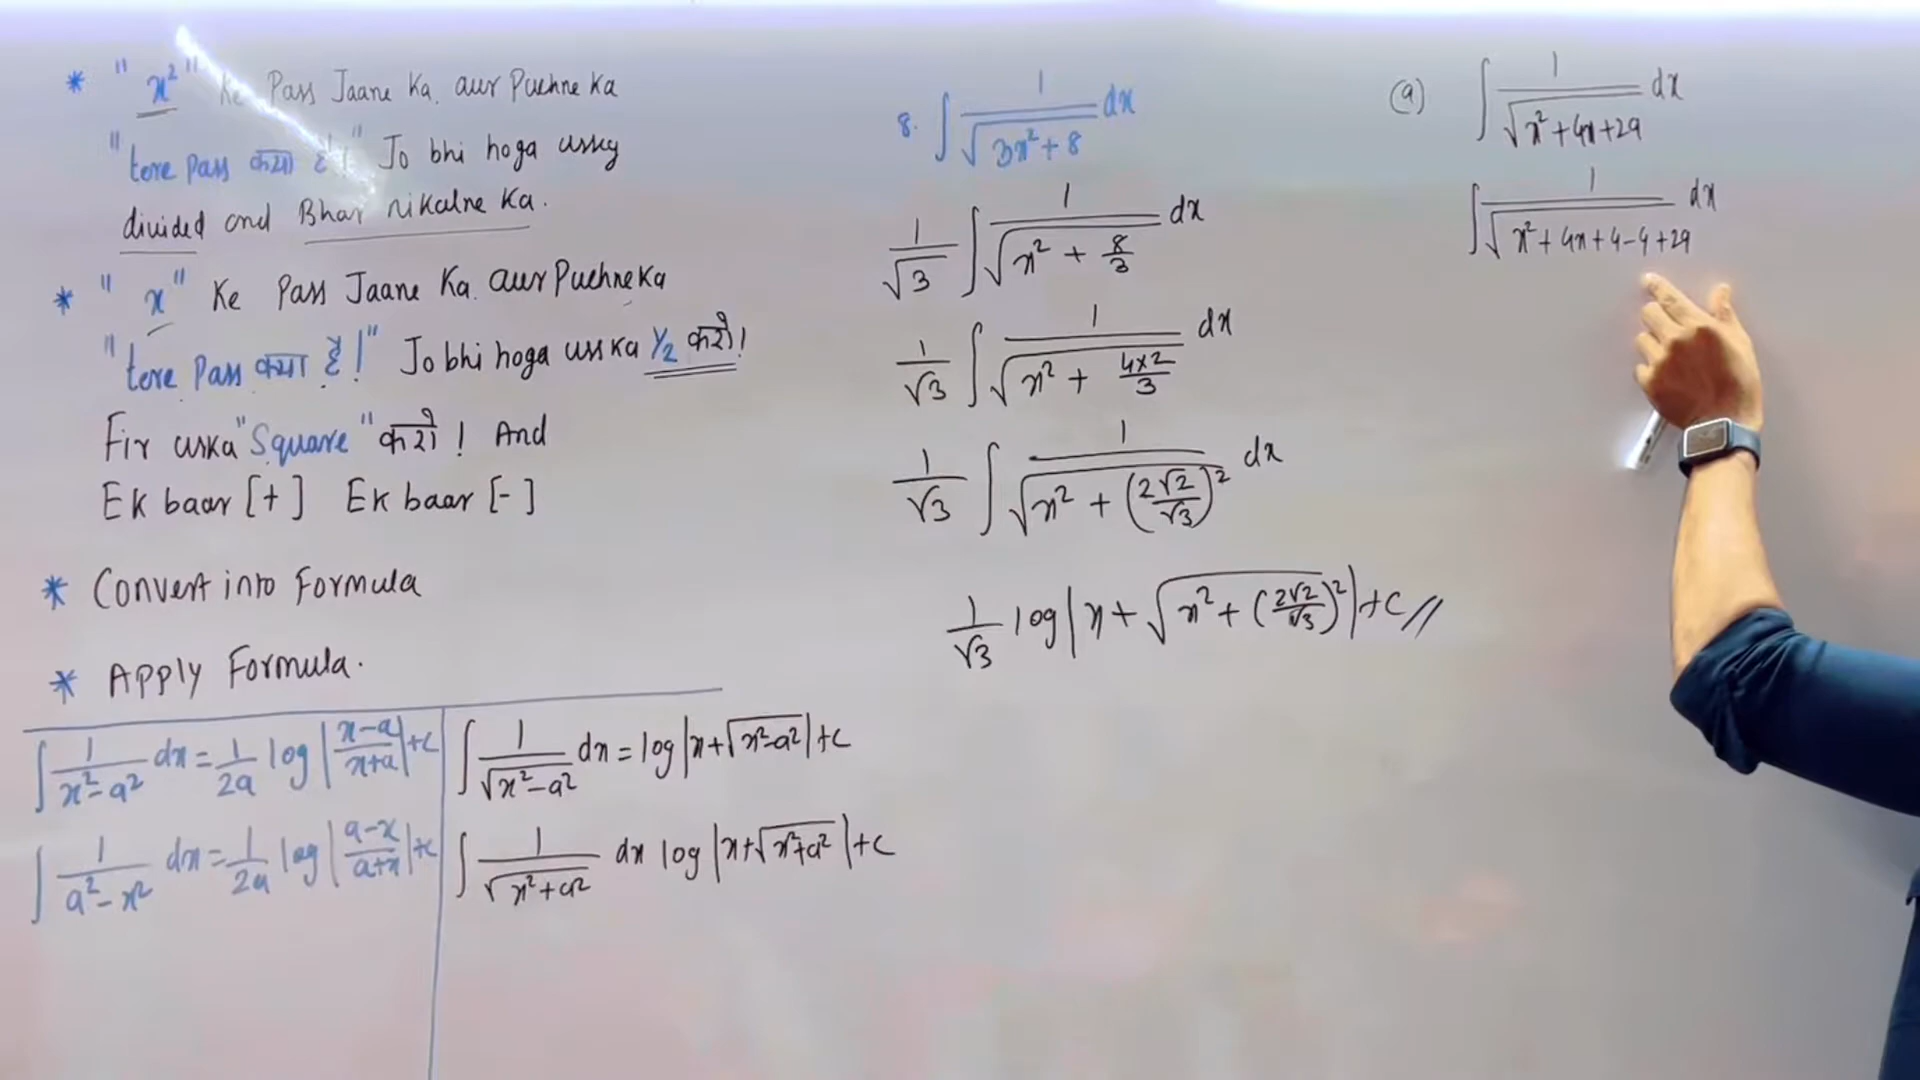 * "x²" Ke Pass Jaane Ka, aur Puchne Ka
"tere Pass क्या है!" Jo bhi hoga ussey
divided and Bhar nikalne Ka.
* "x" Ke Pass Jaane Ka aur Puchne Ka
"tere Pass क्या है!" Jo bhi hoga uss Ka 1/2 करो!
Fir uska "Square" करो! And
Ek baar [+] Ek baar [-]
* Convert into Formula
* Apply Formula.
∫ 1/(x²-a²) dx = 1/2a log |(x-a)/(x+a)| +c
∫ 1/(a²-x²) dx = 1/2a log |(a-x)/(a+x)| +c
∫ 1/√(x²-a²) dx = log |x+√(x²-a²)| +c
∫ 1/√(x²+a²) dx log |x+√(x²+a²)| +c
8. ∫ 1/√(3x²+8) dx
1/√3 ∫ 1/√(x² + 8/3) dx
1/√3 ∫ 1/√(x² + (4×2)/3) dx
1/√3 ∫ 1/√(x² + (2√2/√3)²) dx
1/√3 log |x + √(x² + (2√2/√3)²)| +c //
(9) ∫ 1/√(x²+4x+29) dx
∫ 1/√(x²+4x+4-4+29) dx